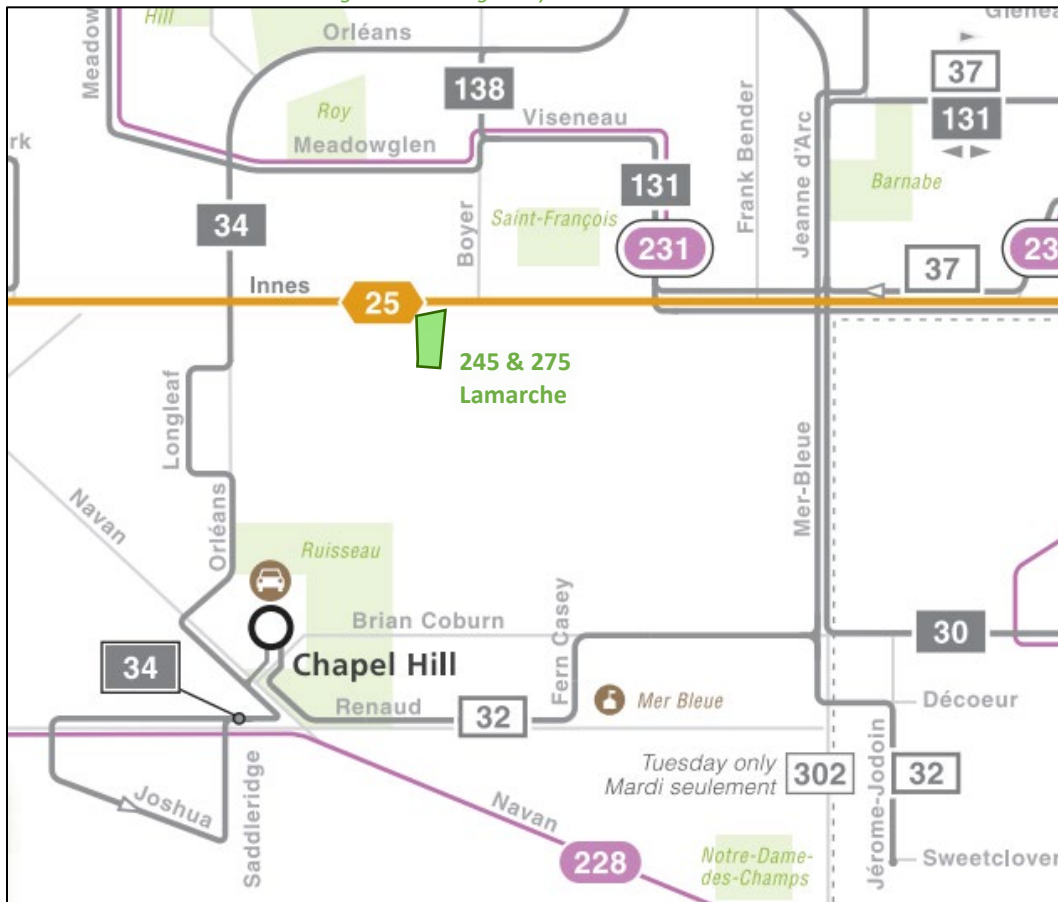 Hill
Meadow
Orléans
138
Glenea
37
131
Roy
Meadowglen
Viseneau
Frank Bender
Jeanne d'Arc
Barnabe
rk
34
Boyer
Saint-François
131
231
37
23
Innes
25
245 & 275
Lamarche
Longleaf
Navan
Orléans
Mer-Bleue
Ruisseau
Brian Coburn
Fern Casey
30
Chapel Hill
34
Renaud
32
Mer Bleue
Décoeur
Tuesday only
Mardi seulement
302
32
Jérome-Jodoin
Joshua
Saddleridge
Navan
228
Notre-Dame-
des-Champs
Sweetclover